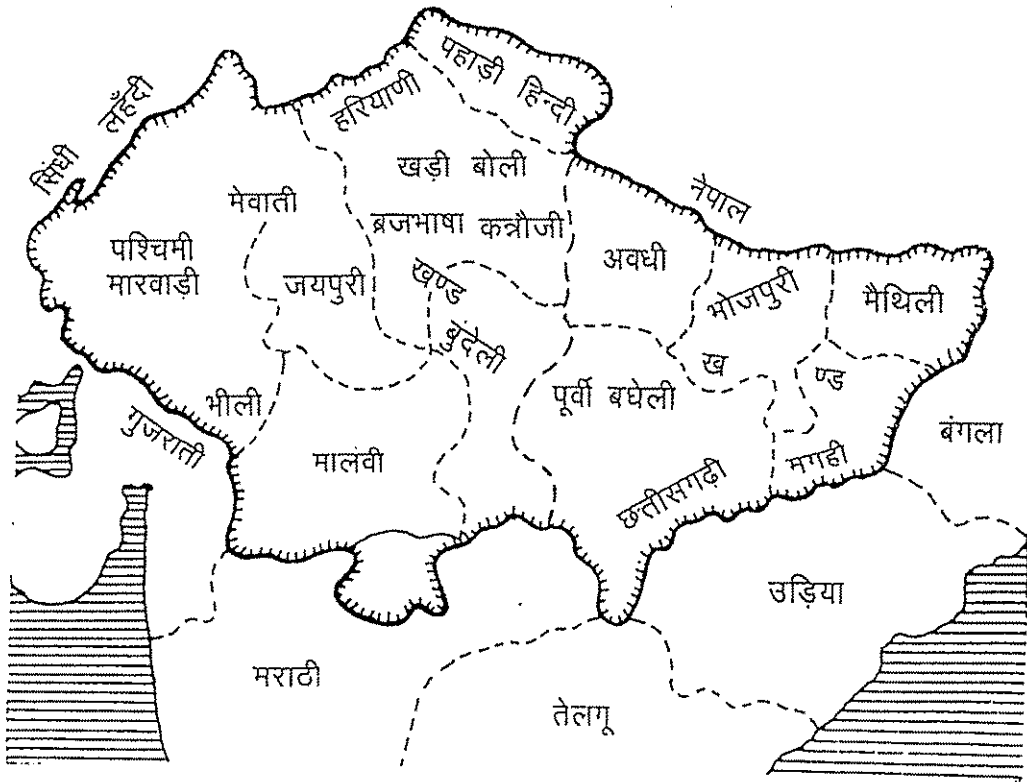 पहाडी हिन्दी
हरियाणी
लहँदी
सिंधी
खड़ी बोली
नेपाल
मेवाती
ब्रजभाषा कन्नौजी
पश्चिमी
मारवाड़ी
जयपुरी
खण्ड
अवधी
भोजपुरी
मैथिली
बुंदेली
ख
ण्ड
भीली
पूर्वी बघेली
गुजराती
मालवी
मगही
बंगला
छत्तीसगढ़ी
उड़िया
मराठी
तेलगू